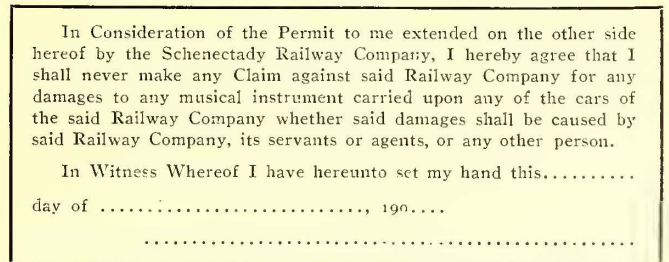 In Consideration of the Permit to me extended on the other side
hereof by the Schenectady Railway Company, I hereby agree that I
shall never make any Claim against said Railway Company for any
damages to any musical instrument carried upon any of the cars of
the said Railway Company whether said damages shall be caused by
said Railway Company, its servants or agents, or any other person.
In Witness Whereof I have hereunto set my hand this..........
day of ............................., 190....
..................................................